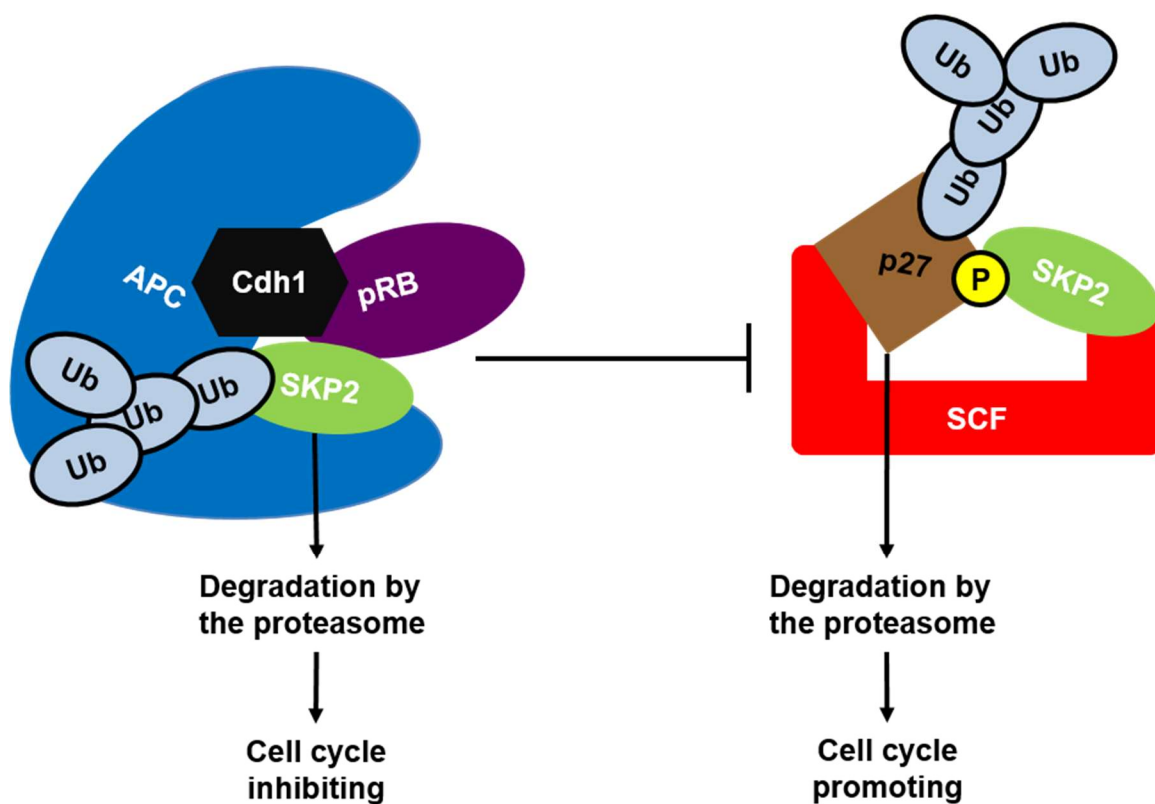 APC
Cdh1
pRB
SKP2
Ub
Ub
Ub
Ub
Degradation by
the proteasome
Cell cycle
inhibiting
Ub
Ub
Ub
Ub
p27
P
SKP2
SCF
Degradation by
the proteasome
Cell cycle
promoting